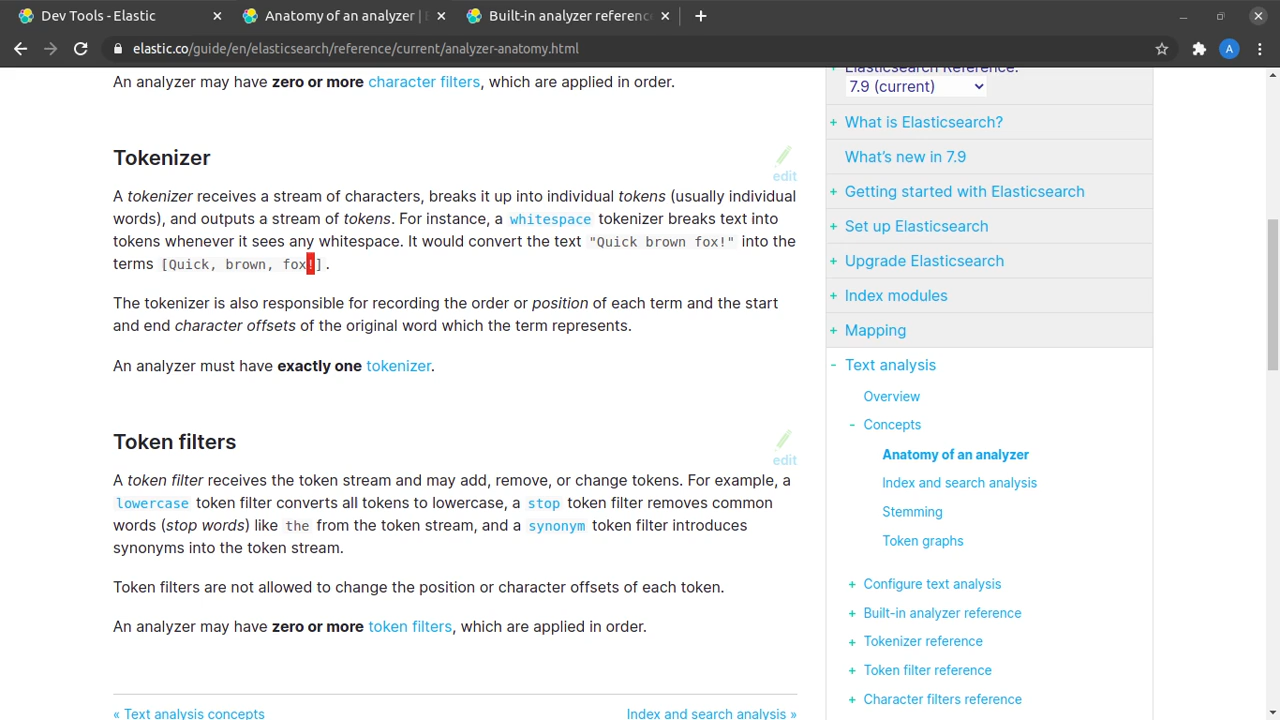 Dev Tools - Elastic
Anatomy of an analyzer | E
Built-in analyzer reference
elastic.co/guide/en/elasticsearch/reference/current/analyzer-anatomy.html
A
An analyzer may have zero or more character filters, which are applied in order.
Tokenizer
edit
A tokenizer receives a stream of characters, breaks it up into individual tokens (usually individual
words), and outputs a stream of tokens. For instance, a whitespace tokenizer breaks text into
tokens whenever it sees any whitespace. It would convert the text "Quick brown fox!" into the
terms [Quick, brown, fox!].
The tokenizer is also responsible for recording the order or position of each term and the start
and end character offsets of the original word which the term represents.
An analyzer must have exactly one tokenizer.
Token filters
edit
A token filter receives the token stream and may add, remove, or change tokens. For example, a
lowercase token filter converts all tokens to lowercase, a stop token filter removes common
words (stop words) like the from the token stream, and a synonym token filter introduces
synonyms into the token stream.
Token filters are not allowed to change the position or character offsets of each token.
An analyzer may have zero or more token filters, which are applied in order.
« Text analysis concepts
Index and search analysis »
Elasticsearch Reference:
7.9 (current)
+ What is Elasticsearch?
What's new in 7.9
+ Getting started with Elasticsearch
+ Set up Elasticsearch
+ Upgrade Elasticsearch
+ Index modules
+ Mapping
- Text analysis
Overview
- Concepts
Anatomy of an analyzer
Index and search analysis
Stemming
Token graphs
+ Configure text analysis
+ Built-in analyzer reference
+ Tokenizer reference
+ Token filter reference
+ Character filters reference